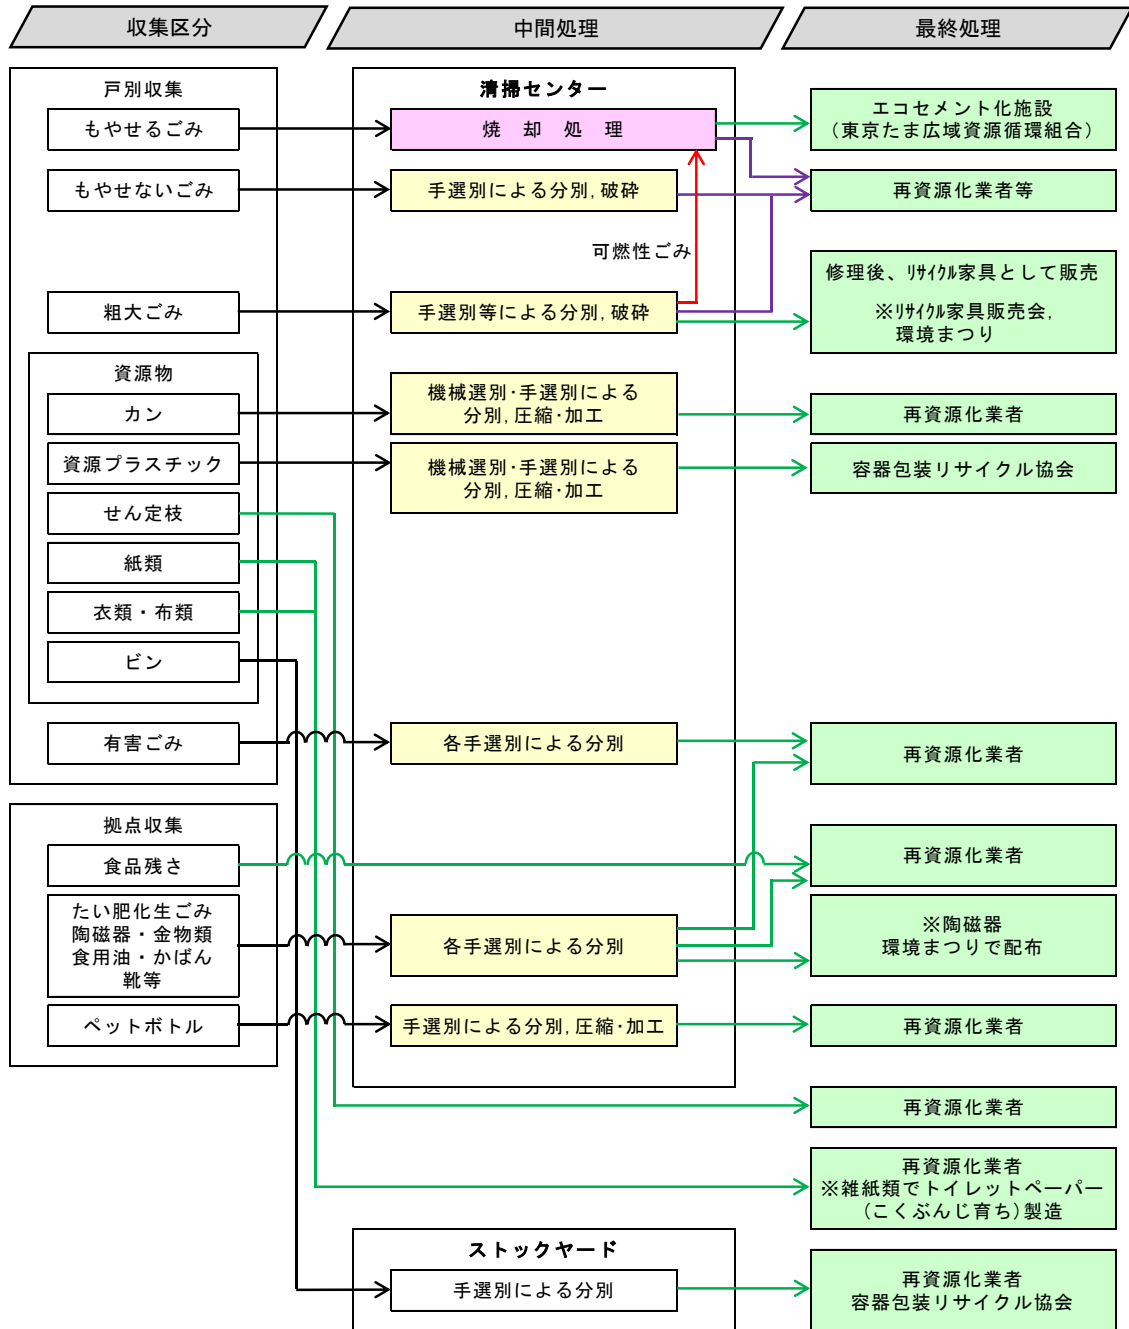 収集区分
中間処理
最終処理
戸別収集
もやせるごみ
もやせないごみ
粗大ごみ
資源物
カン
資源プラスチック
せん定枝
紙類
衣類・布類
ビン
有害ごみ
拠点収集
食品残さ
たい肥化生ごみ
陶磁器・金物類
食用油・かばん
靴等
ペットボトル
清掃センター
焼却処理
手選別による分別,破砕
可燃性ごみ
手選別等による分別,破砕
機械選別・手選別による
分別,圧縮・加工
機械選別・手選別による
分別,圧縮・加工
各手選別による分別
各手選別による分別
手選別による分別,圧縮・加工
ストックヤード
手選別による分別
エコセメント化施設
(東京たま広域資源循環組合)
再資源化業者等
修理後、リサイクル家具として販売
※リサイクル家具販売会,
環境まつり
再資源化業者
容器包装リサイクル協会
再資源化業者
再資源化業者
※陶磁器
環境まつりで配布
再資源化業者
再資源化業者
再資源化業者
※雑紙類でトイレットペーパー
(こくぶんじ育ち)製造
再資源化業者
容器包装リサイクル協会